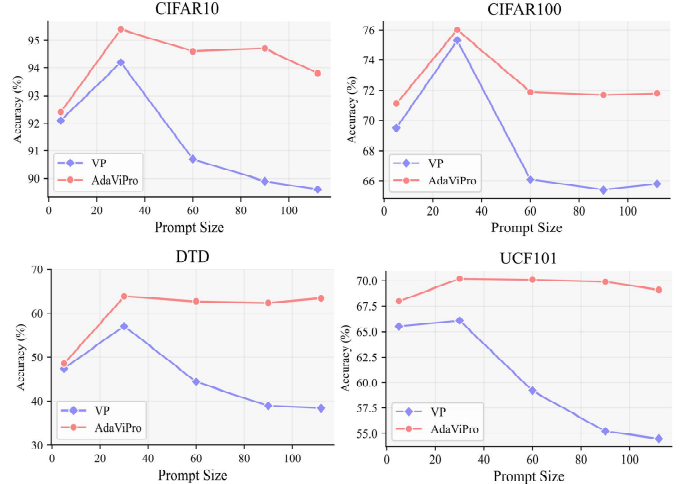 CIFAR10
Accuracy (%)
95
94
93
92
91
90
VP
AdaViPro
0 20 40 60 80 100
Prompt Size
CIFAR100
Accuracy (%)
76
74
72
70
68
66
VP
AdaViPro
0 20 40 60 80 100
Prompt Size
DTD
Accuracy (%)
70
60
50
40
30
VP
AdaViPro
0 20 40 60 80 100
Prompt Size
UCF101
Accuracy (%)
70.0
67.5
65.0
62.5
60.0
57.5
55.0
VP
AdaViPro
0 20 40 60 80 100
Prompt Size